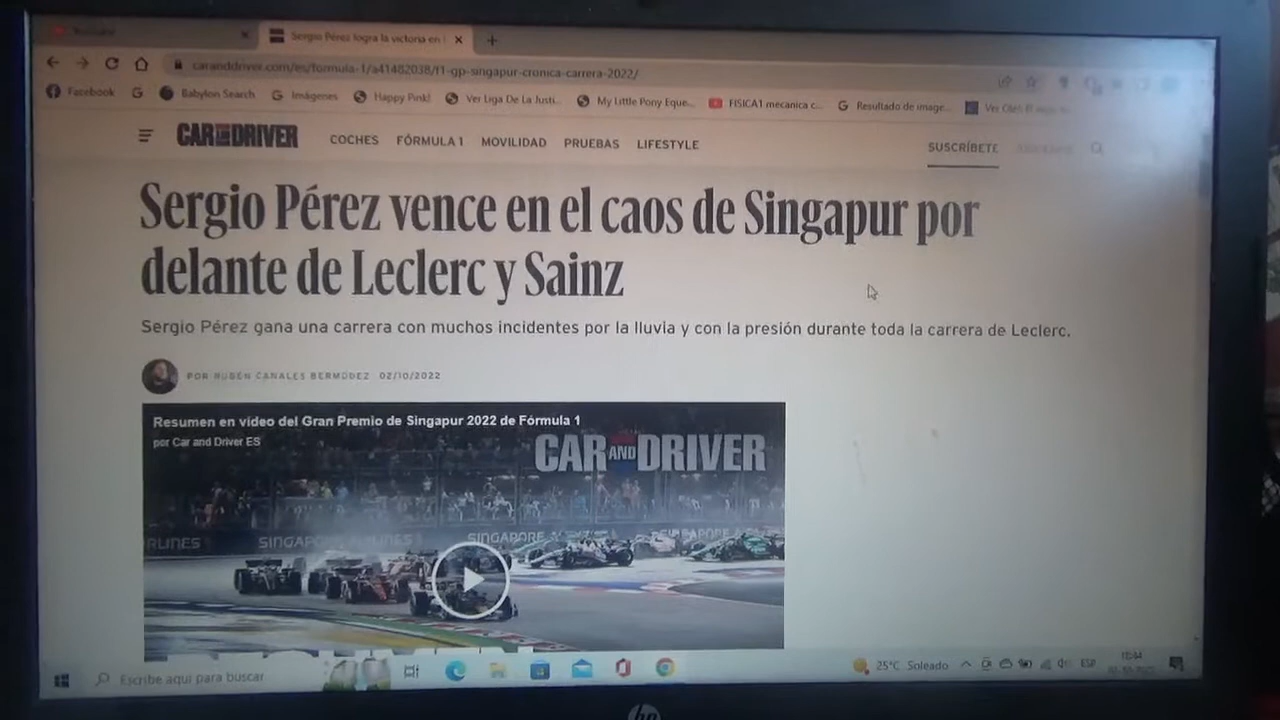 YouTube
Sergio Pérez logra la victoria en
caranddriver.com/es/formula-1/a41482038/f1-gp-singapur-cronica-carrera-2022/
Facebook
Babylon Search
Imágenes
Happy Pink!
Ver Liga De La Justi...
My Little Pony Eque...
FISICA1 mecanica c...
Resultado de image...
CAR AND DRIVER
COCHES
FÓRMULA 1
MOVILIDAD
PRUEBAS
LIFESTYLE
SUSCRÍBETE
Sergio Pérez vence en el caos de Singapur por
delante de Leclerc y Sainz
Sergio Pérez gana una carrera con muchos incidentes por la lluvia y con la presión durante toda la carrera de Leclerc.
POR RUBÉN CANALES BERMÚDEZ 02/10/2022
Resumen en vídeo del Gran Premio de Singapur 2022 de Fórmula 1
por Car and Driver ES
CAR AND DRIVER
SINGAPORE
Escribe aquí para buscar
25°C Soleado
ESP
hp